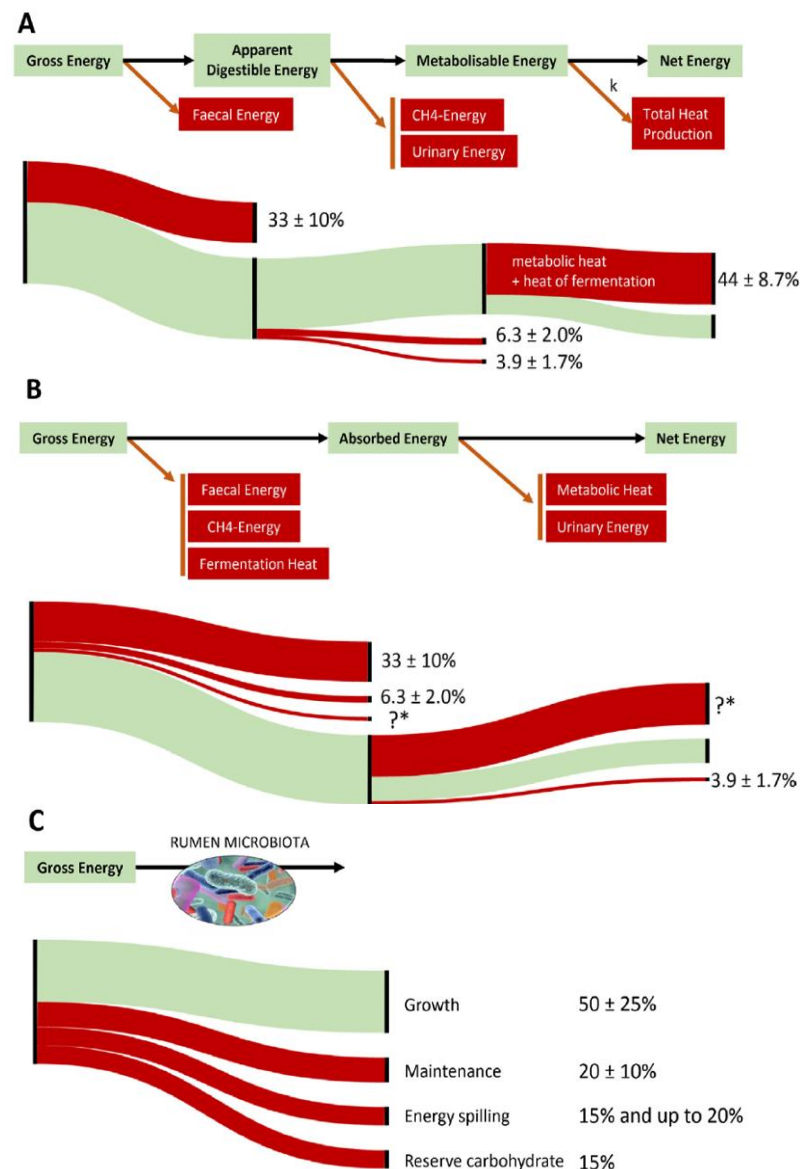 A
Gross Energy
Apparent
Digestible Energy
Metabolisable Energy
Net Energy
k
Faecal Energy
CH4-Energy
Urinary Energy
Total Heat
Production
33 ± 10%
metabolic heat
+ heat of fermentation
44 ± 8.7%
6.3 ± 2.0%
3.9 ± 1.7%
B
Gross Energy
Absorbed Energy
Net Energy
Faecal Energy
CH4-Energy
Fermentation Heat
Metabolic Heat
Urinary Energy
33 ± 10%
6.3 ± 2.0%
?*
?*
3.9 ± 1.7%
C
RUMEN MICROBIOTA
Gross Energy
Growth 50 ± 25%
Maintenance 20 ± 10%
Energy spilling 15% and up to 20%
Reserve carbohydrate 15%